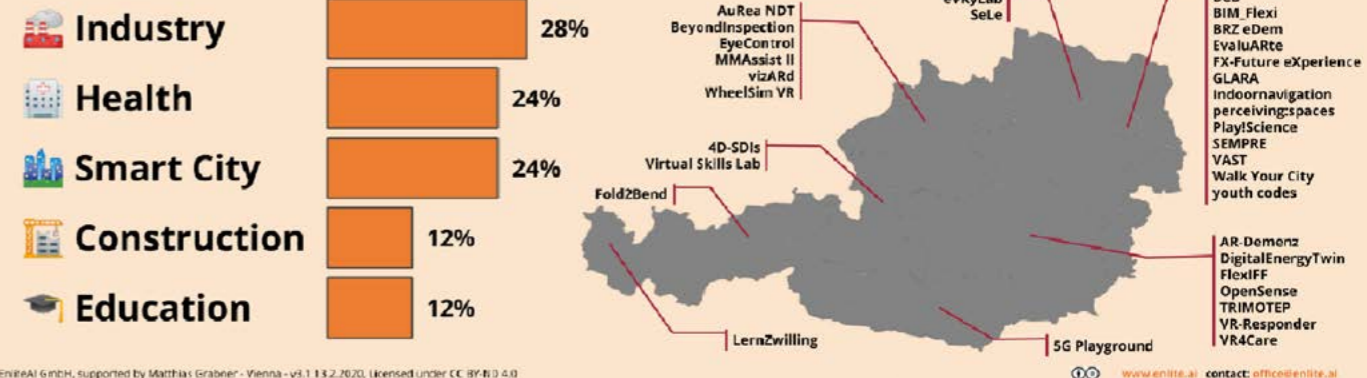 Industry 28%
Health 24%
Smart City 24%
Construction 12%
Education 12%
SeLe
AuRea NDT
BeyondInspection
EyeControl
MMAssist II
vizARd
WheelSim VR
4D-SDIs
Virtual Skills Lab
Fold2Bend
LernZwilling
5G Playground
BIM_Flexi
BRZ eDem
EvaluARte
FX-Future eXperience
GLARA
Indoornavigation
perceiving:spaces
Play!Science
SEMPRE
VAST
Walk Your City
youth codes
AR-Demenz
DigitalEnergyTwin
FlexIFF
OpenSense
TRIMOTEP
VR-Responder
VR4Care
EnliteAI GmbH, supported by Matthias Grabner - Vienna - v3.1 13.2.2020, Licensed under CC BY-ND 4.0
www.enlite.ai contact: office@enlite.ai